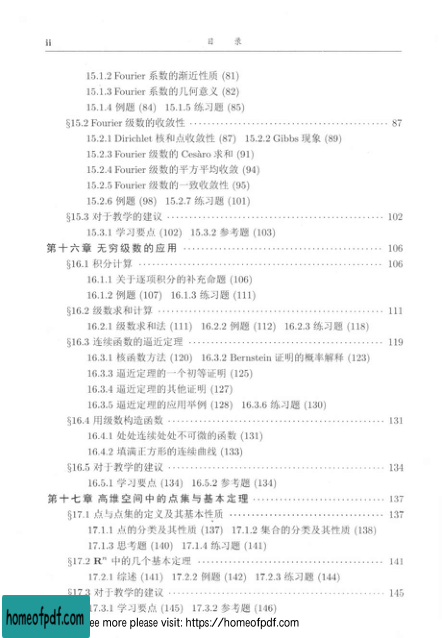 ii 目 录
15.1.2 Fourier 系数的渐近性质 (81)
15.1.3 Fourier 系数的几何意义 (82)
15.1.4 例题 (84) 15.1.5 练习题 (85)
§15.2 Fourier 级数的收敛性 ··· 87
15.2.1 Dirichlet 核和点收敛性 (87) 15.2.2 Gibbs 现象 (89)
15.2.3 Fourier 级数的 Cesàro 求和 (91)
15.2.4 Fourier 级数的平方平均收敛 (94)
15.2.5 Fourier 级数的一致收敛性 (95)
15.2.6 例题 (98) 15.2.7 练习题 (101)
§15.3 对于教学的建议 ··· 102
15.3.1 学习要点 (102) 15.3.2 参考题 (103)
第十六章 无穷级数的应用 ··· 106
§16.1 积分计算 ··· 106
16.1.1 关于逐项积分的补充命题 (106)
16.1.2 例题 (107) 16.1.3 练习题 (111)
§16.2 级数求和计算 ··· 111
16.2.1 级数求和法 (111) 16.2.2 例题 (112) 16.2.3 练习题 (118)
§16.3 连续函数的逼近定理 ··· 119
16.3.1 核函数方法 (120) 16.3.2 Bernstein 证明的概率解释 (123)
16.3.3 逼近定理的一个初等证明 (125)
16.3.4 逼近定理的其他证明 (127)
16.3.5 逼近定理的应用举例 (128) 16.3.6 练习题 (130)
§16.4 用级数构造函数 ··· 131
16.4.1 处处连续处处不可微的函数 (131)
16.4.2 填满正方形的连续曲线 (133)
§16.5 对于教学的建议 ··· 134
16.5.1 学习要点 (134) 16.5.2 参考题 (134)
第十七章 高维空间中的点集与基本定理 ··· 137
§17.1 点与点集的定义及其基本性质 ··· 137
17.1.1 点的分类及其性质 (137) 17.1.2 集合的分类及其性质 (138)
17.1.3 思考题 (140) 17.1.4 练习题 (141)
§17.2 Rⁿ 中的几个基本定理 ··· 141
17.2.1 综述 (141) 17.2.2 例题 (142) 17.2.3 练习题 (144)
§17.3 对于教学的建议 ··· 145
17.3.1 学习要点 (145) 17.3.2 参考题 (146)
homeofpdf.com
ee more please visit: https://homeofpdf.com